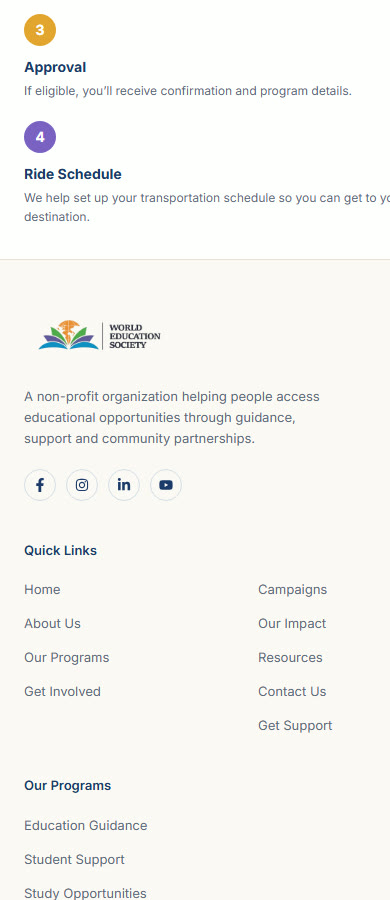 3
Approval
If eligible, you’ll receive confirmation and program details.
4
Ride Schedule
We help set up your transportation schedule so you can get to
destination.
WORLD
EDUCATION
SOCIETY
A non-profit organization helping people access
educational opportunities through guidance,
support and community partnerships.
Quick Links
Home
Campaigns
About Us
Our Impact
Our Programs
Resources
Get Involved
Contact Us
Get Support
Our Programs
Education Guidance
Student Support
Study Opportunities